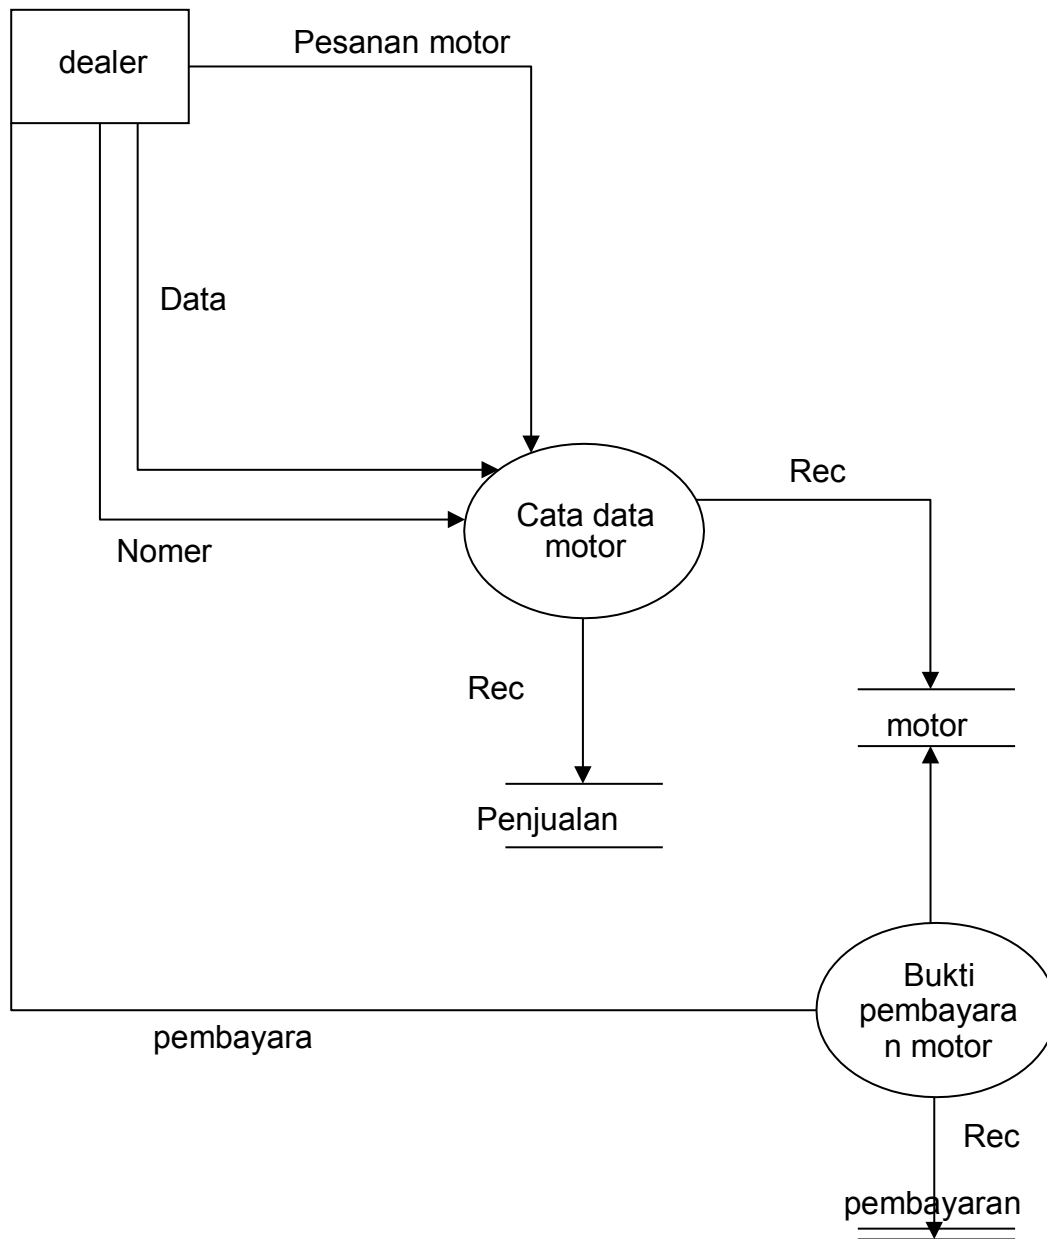 Pesanan motor
dealer
Data
Rec
Cata data
motor
Nomer
Rec
motor
Penjualan
Bukti
pembayara
n motor
pembayara
Rec
pembayaran